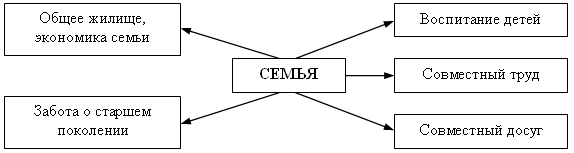 Общее жилище,
экономика семьи
Воспитание детей
СЕМЬЯ
Совместный труд
Забота о старшем
поколении
Совместный досуг